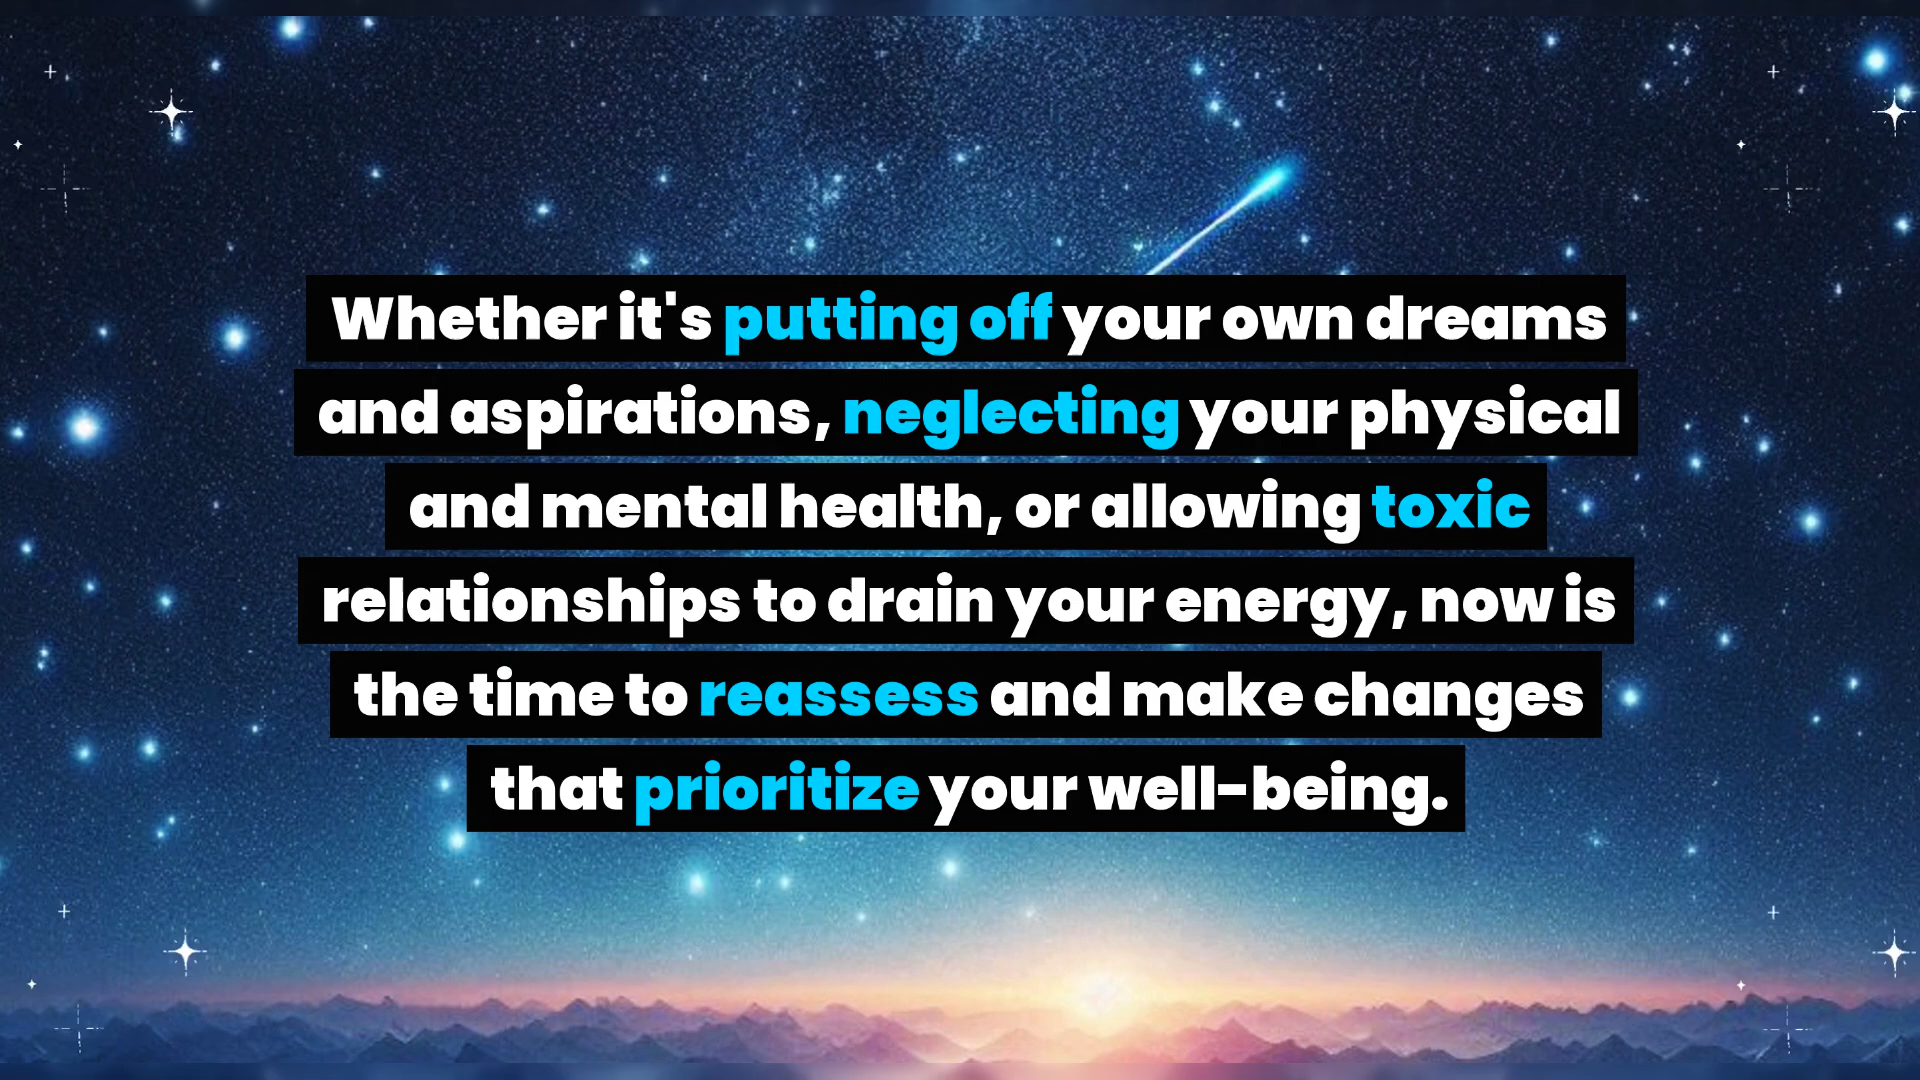 Whether it's putting off your own dreams
and aspirations, neglecting your physical
and mental health, or allowing toxic
relationships to drain your energy, now is
the time to reassess and make changes
that prioritize your well-being.